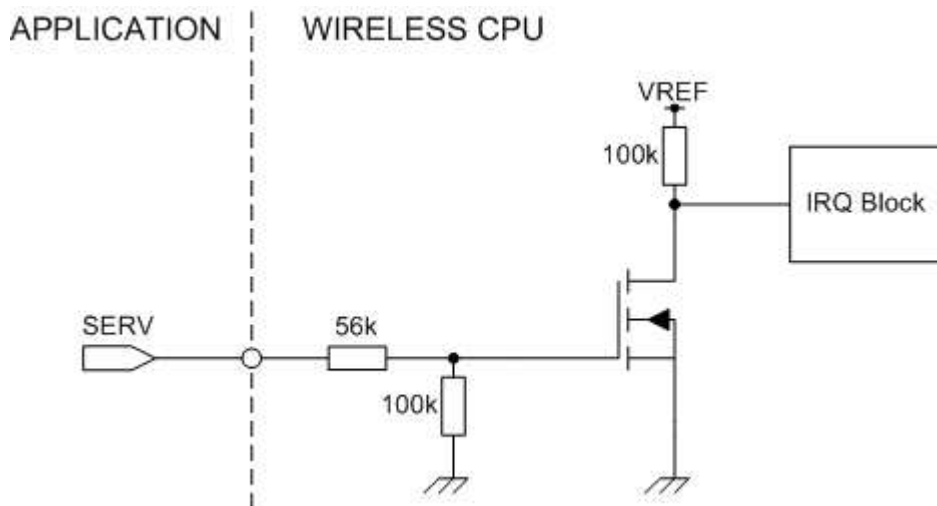 APPLICATION
WIRELESS CPU
VREF
100k
IRQ Block
SERV
56k
100k